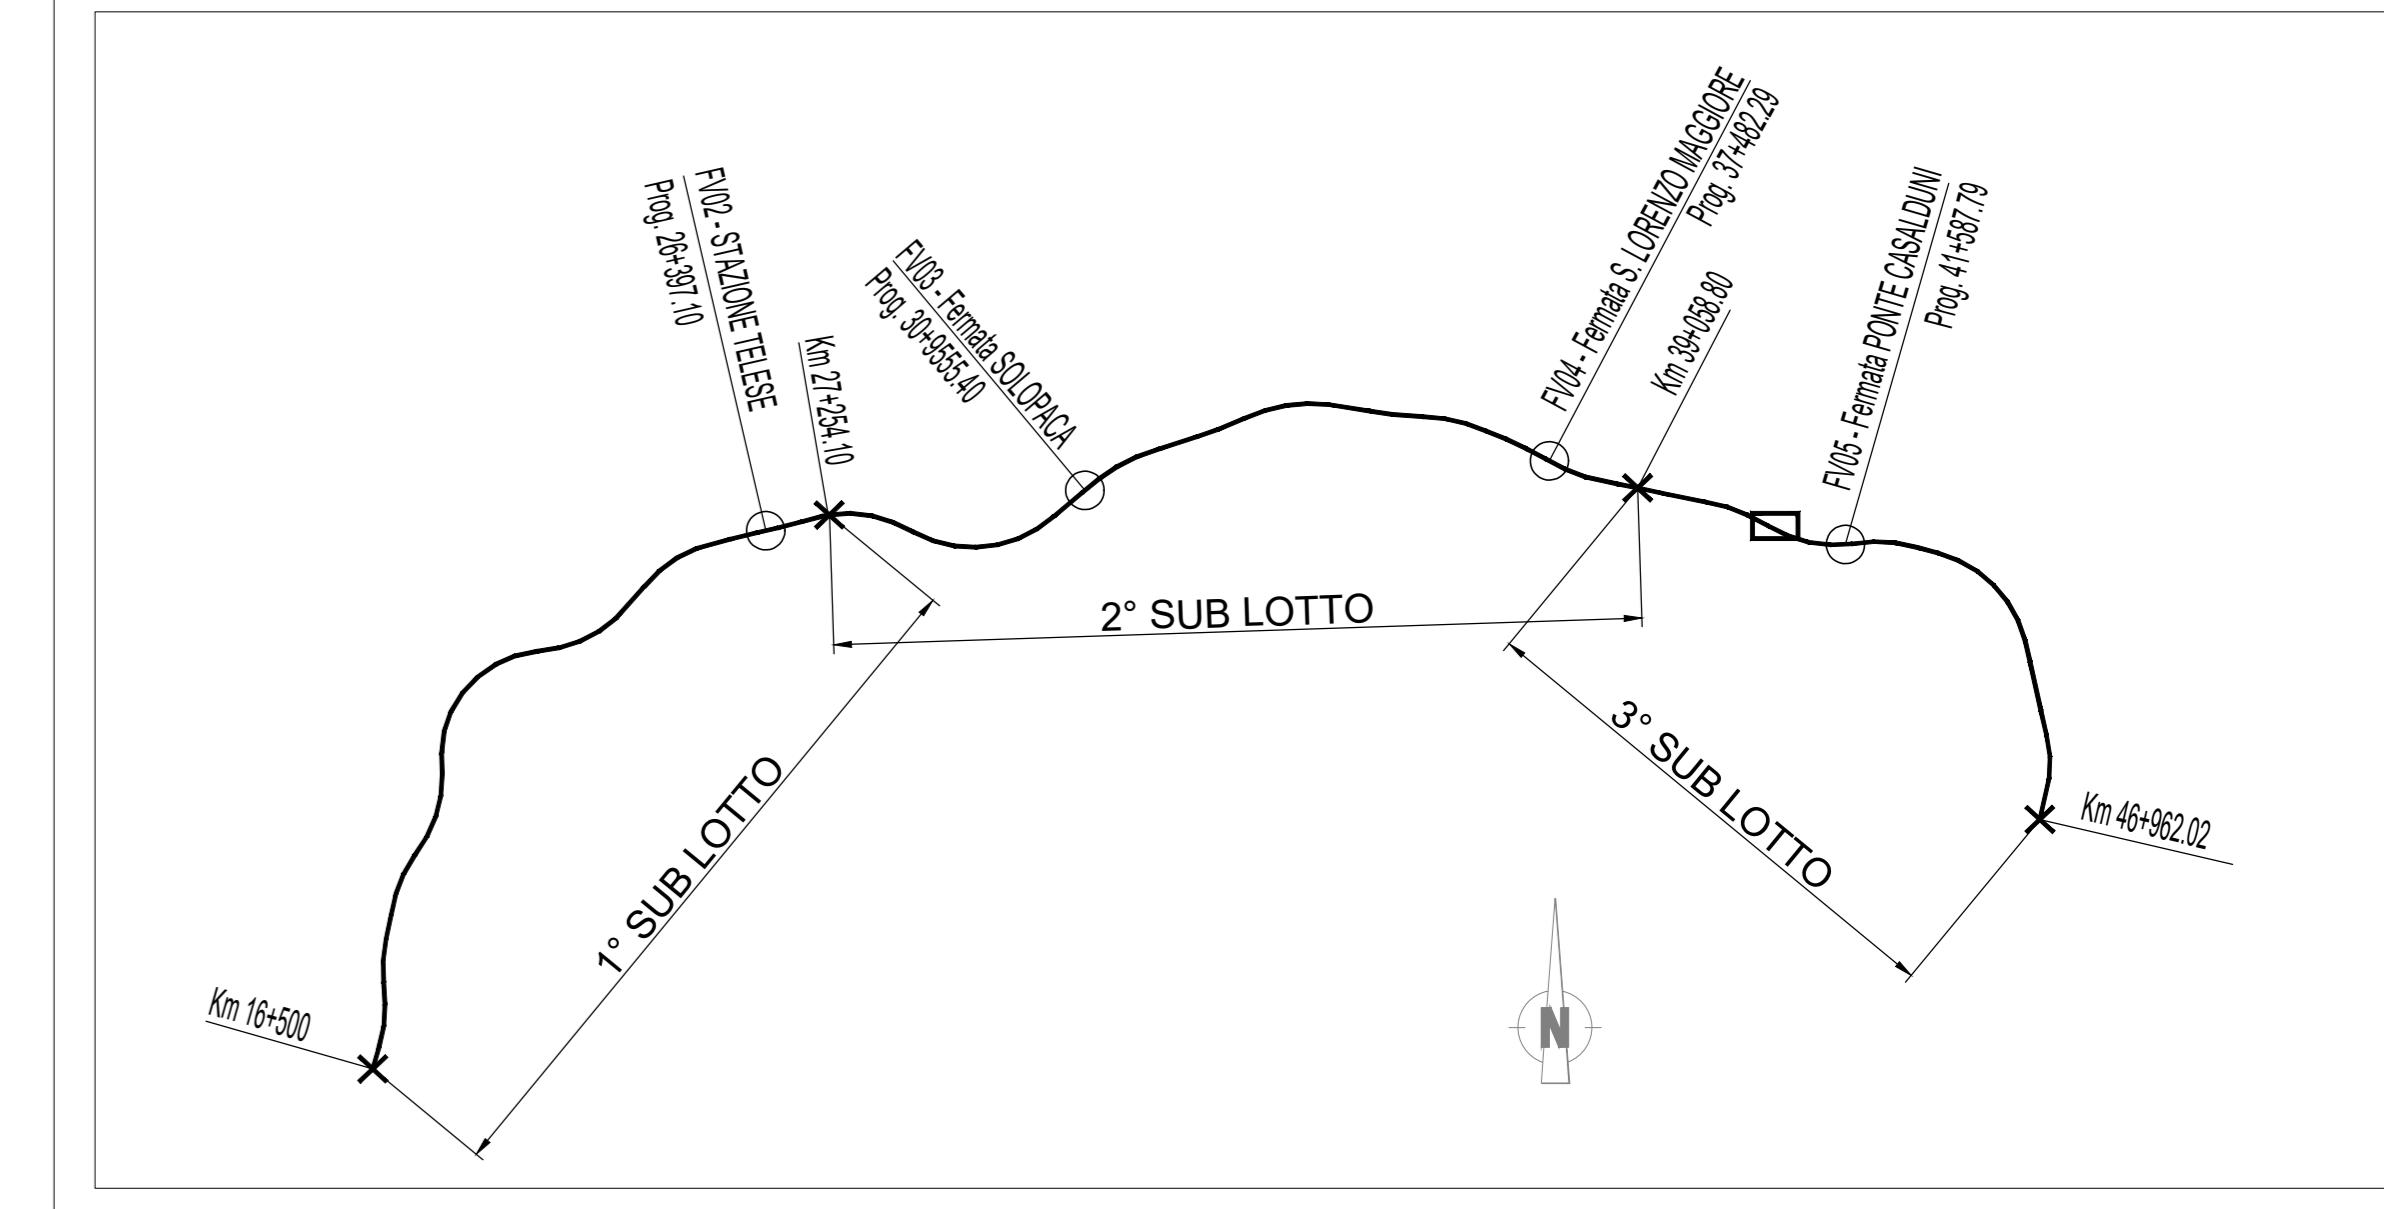 FV02 - STAZIONE TELESE
Prog. 26+397.10
Km 27+254.10
FV03 - Fermata SOLOPACA
Prog. 30+9555.40
FV04 - Fermata S. LORENZO MAGGIORE
Prog. 37+482.29
Km 39+058.80
FV05 - Fermata PONTE CASALDUNI
Prog. 41+587.79
2° SUB LOTTO
1° SUB LOTTO
3° SUB LOTTO
Km 46+962.02
Km 16+500
N